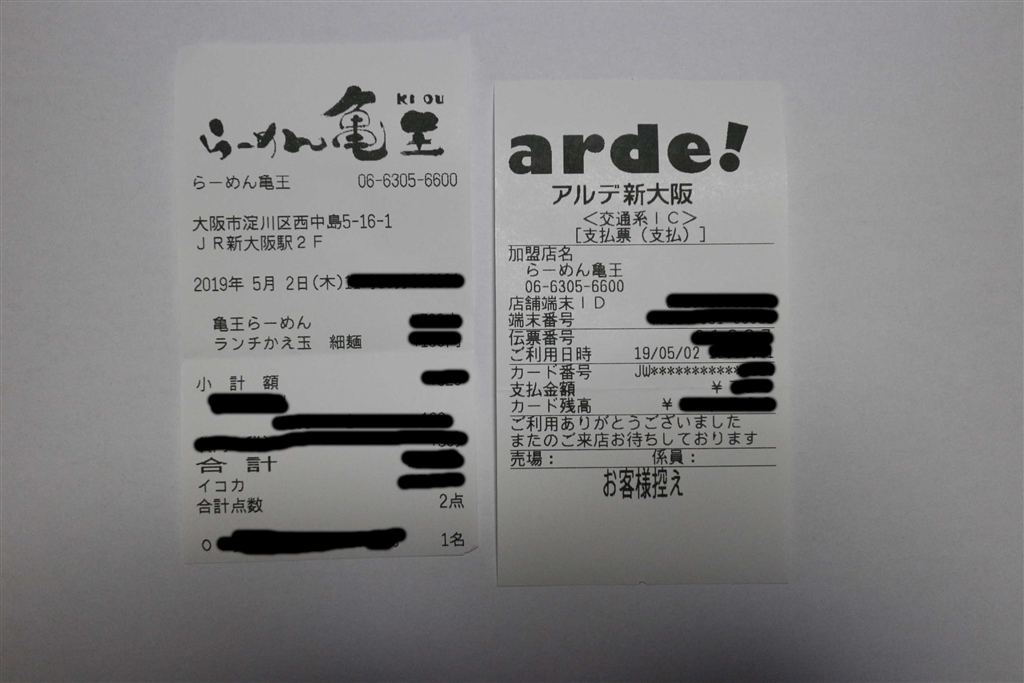 KI OU
らーめん亀王
らーめん亀王 06-6305-6600
大阪市淀川区西中島5-16-1
JR新大阪駅2F
2019年 5月 2日(木)
亀王らーめん
ランチかえ玉 細麺
小計額
合計
イコカ
合計点数 2点
0 1名
arde!
アルデ新大阪
<交通系IC>
[支払票(支払)]
加盟店名
らーめん亀王
06-6305-6600
店舗端末ID
端末番号
伝票番号
ご利用日時 19/05/02
カード番号 JW**********
支払金額 ¥
カード残高 ¥
ご利用ありがとうございました
またのご来店お待ちしております
売場: 係員:
お客様控え